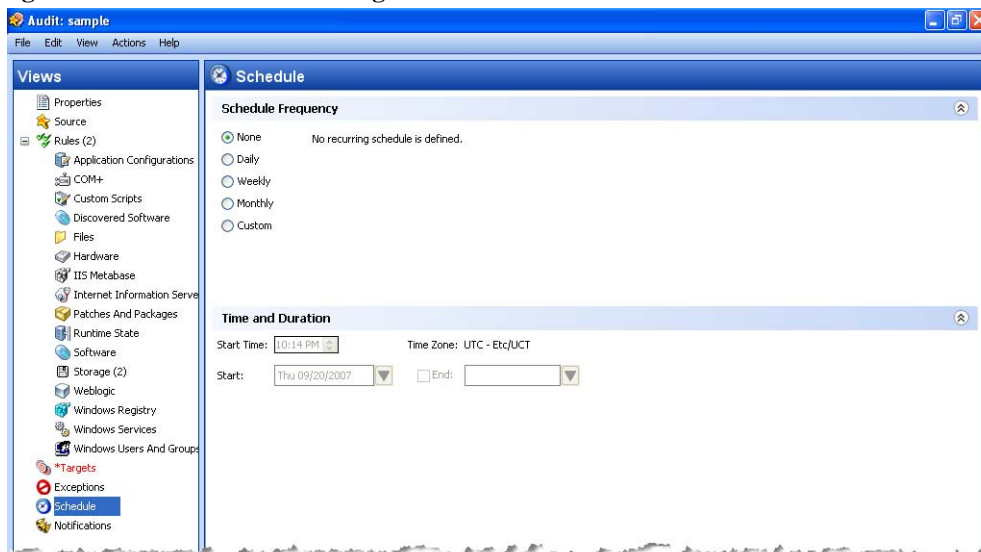 Audit: sample
File Edit View Actions Help
Views
Properties
Source
Rules (2)
Application Configurations
COM+
Custom Scripts
Discovered Software
Files
Hardware
IIS Metabase
Internet Information Serve
Patches And Packages
Runtime State
Software
Storage (2)
Weblogic
Windows Registry
Windows Services
Windows Users And Groups
*Targets
Exceptions
Schedule
Notifications
Schedule
Schedule Frequency
None No recurring schedule is defined.
Daily
Weekly
Monthly
Custom
Time and Duration
Start Time: 10:14 PM Time Zone: UTC - Etc/UCT
Start: Thu 09/20/2007 End: